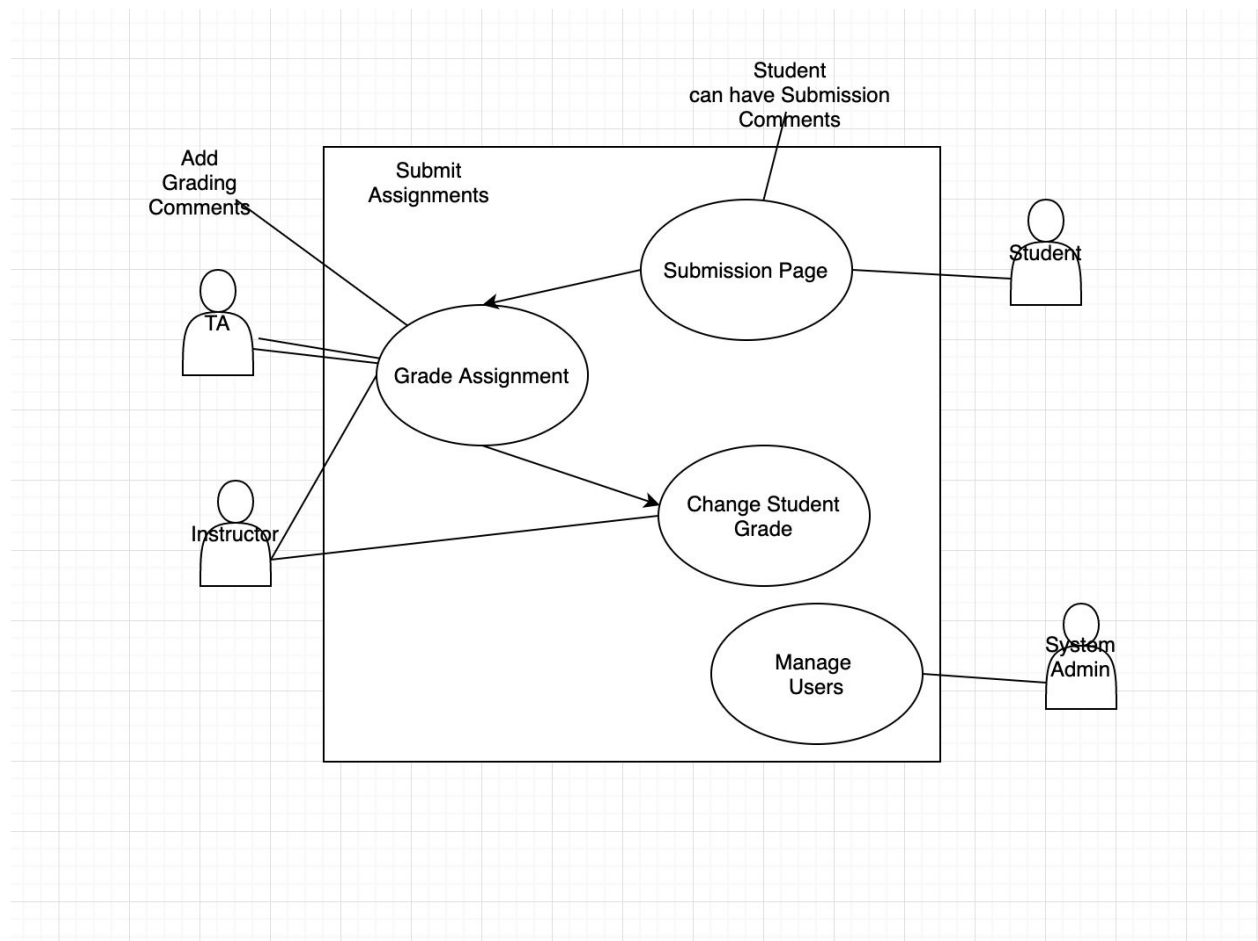 Student
can have Submission
Comments
Add
Grading
Comments
Submit
Assignments
Submission Page
Student
TA
Grade Assignment
Change Student
Grade
Instructor
Manage
Users
System
Admin